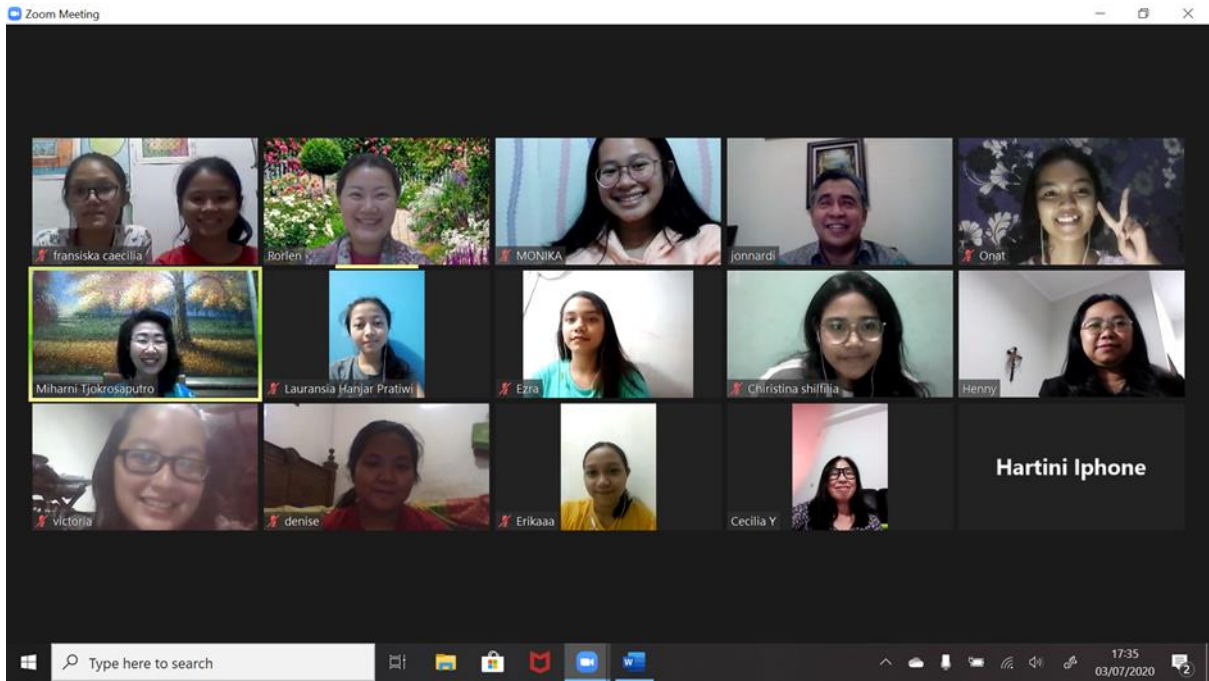 Zoom Meeting
fransiska caecilia
Rorlen
MONIKA
jonnardi
Onat
Miharni Tjokrosaputro
Lauransia Hanjar Pratiwi
Ezra
Chiristina shilfilia
Henny
victoria
denise
Erikaaa
Cecilia Y
Hartini Iphone
Type here to search
W
17:35
03/07/2020
2